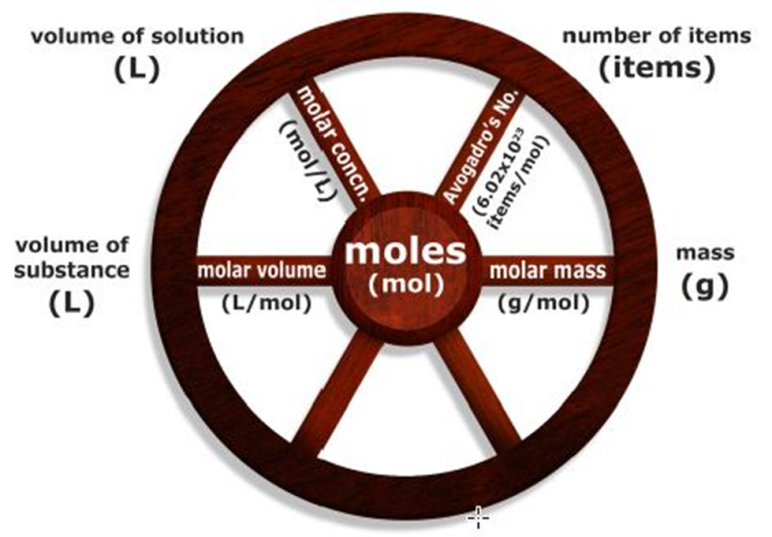 volume of solution
(L)
number of items
(items)
molar concn.
(mol/L)
Avogadro's No.
(6.02x10²³
items/mol)
volume of
substance
(L)
molar volume
(L/mol)
moles
(mol)
molar mass
(g/mol)
mass
(g)